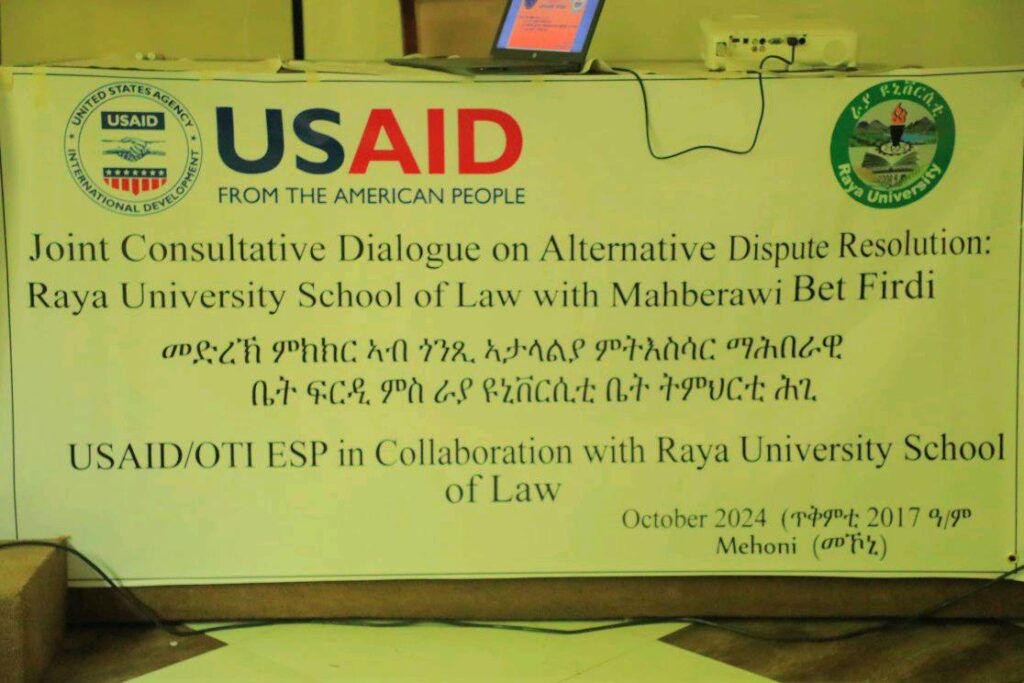 UNITED STATES AGENCY
USAID
INTERNATIONAL DEVELOPMENT
USAID
FROM THE AMERICAN PEOPLE
ራያ ዩኒቨርሲቲ
Raya University
Joint Consultative Dialogue on Alternative Dispute Resolution:
Raya University School of Law with Mahberawi Bet Firdi
መድረኽ ምክክር ኣብ ጎንጺ ኣታላልያ ምትእስሳር ማሕበራዊ
ቤት ፍርዲ ምስ ራያ ዩኒቨርሲቲ ቤት ትምህርቲ ሕጊ
USAID/OTI ESP in Collaboration with Raya University School
of Law
October 2024 (ጥቅምቲ 2017 ዓ/ም
Mehoni (መኾኒ)